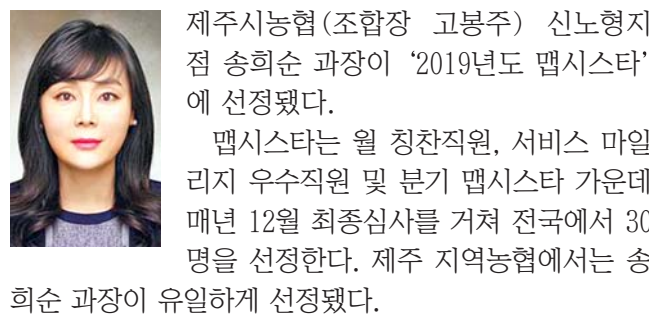 제주시농협(조합장 고봉주) 신노형지
점 송희순 과장이 ‘2019년도 맵시스타’
에 선정됐다.
맵시스타는 월 칭찬직원, 서비스 마일
리지 우수직원 및 분기 맵시스타 가운데
매년 12월 최종심사를 거쳐 전국에서 30
명을 선정한다. 제주 지역농협에서는 송
희순 과장이 유일하게 선정됐다.